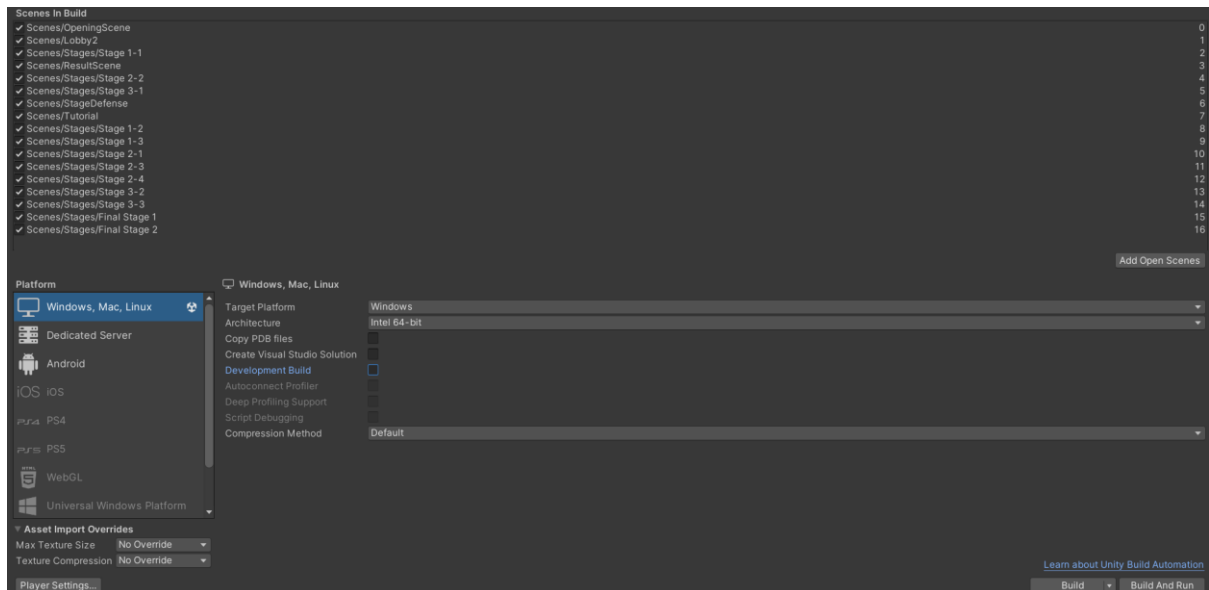 Scenes In Build
Scenes/OpeningScene 0
Scenes/Lobby2 1
Scenes/Stages/Stage 1-1 2
Scenes/ResultScene 3
Scenes/Stages/Stage 2-2 4
Scenes/Stages/Stage 3-1 5
Scenes/StageDefense 6
Scenes/Tutorial 7
Scenes/Stages/Stage 1-2 8
Scenes/Stages/Stage 1-3 9
Scenes/Stages/Stage 2-1 10
Scenes/Stages/Stage 2-3 11
Scenes/Stages/Stage 2-4 12
Scenes/Stages/Stage 3-2 13
Scenes/Stages/Stage 3-3 14
Scenes/Stages/Final Stage 1 15
Scenes/Stages/Final Stage 2 16
Add Open Scenes
Platform
Windows, Mac, Linux
Dedicated Server
Android
iOS iOS
PS4 PS4
PS5 PS5
HTML 5 WebGL
Universal Windows Platform
Windows, Mac, Linux
Target Platform Windows
Architecture Intel 64-bit
Copy PDB files
Create Visual Studio Solution
Development Build
Autoconnect Profiler
Deep Profiling Support
Script Debugging
Compression Method Default
Asset Import Overrides
Max Texture Size No Override
Texture Compression No Override
Player Settings...
Learn about Unity Build Automation
Build Build And Run